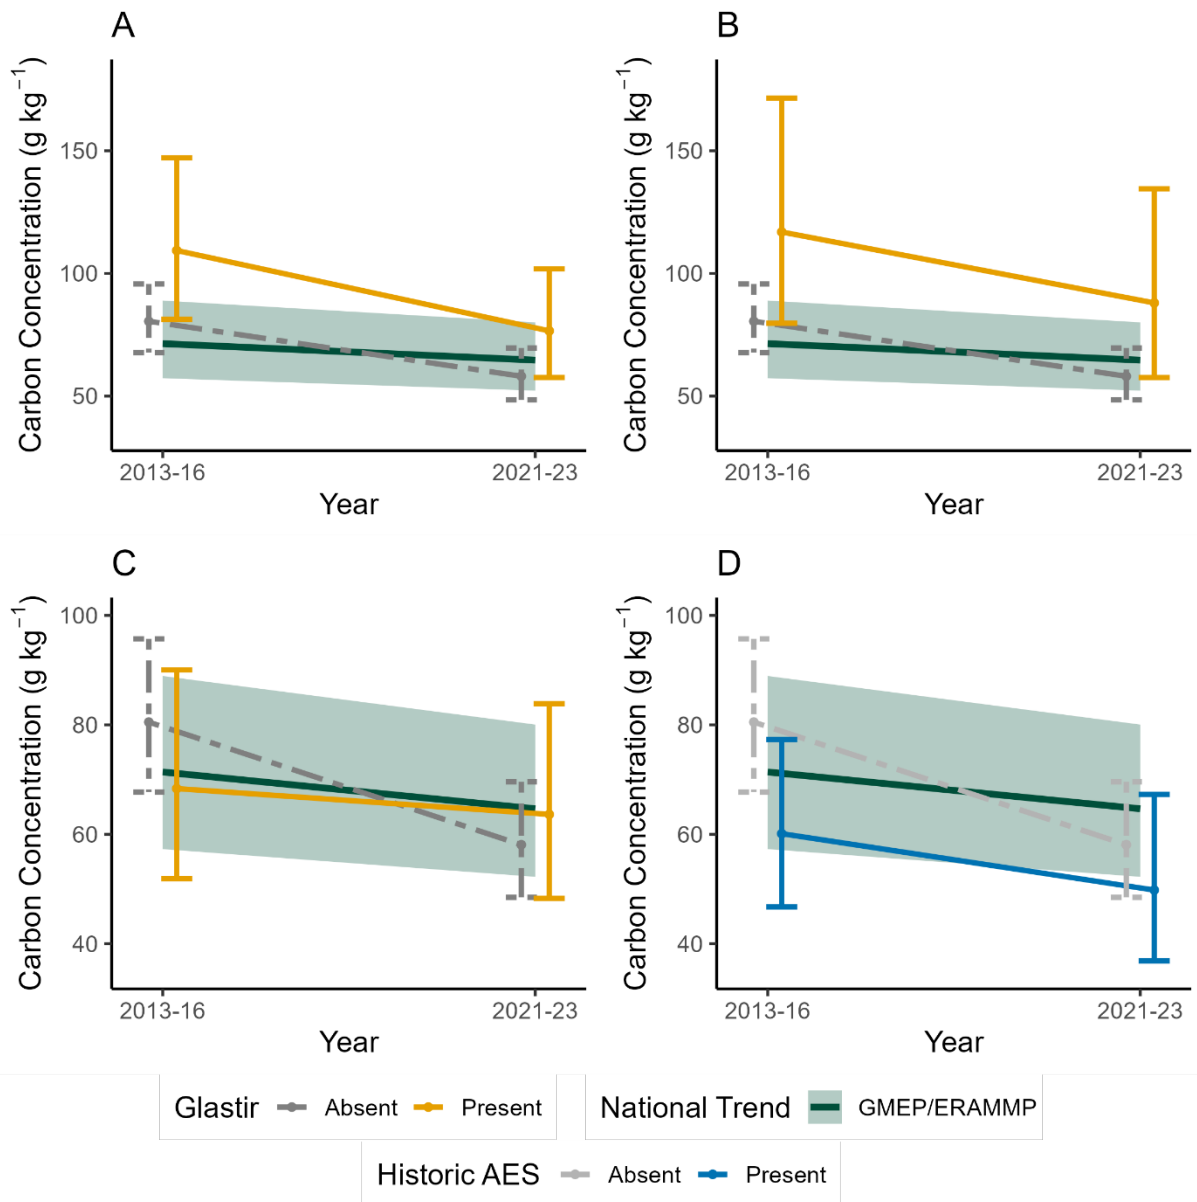 A
Carbon Concentration (g kg⁻¹)
150
100
50
2013-16
2021-23
Year
B
Carbon Concentration (g kg⁻¹)
150
100
50
2013-16
2021-23
Year
C
Carbon Concentration (g kg⁻¹)
100
80
60
40
2013-16
2021-23
Year
D
Carbon Concentration (g kg⁻¹)
100
80
60
40
2013-16
2021-23
Year
Glastir Absent Present
National Trend GMEP/ERAMMP
Historic AES Absent Present